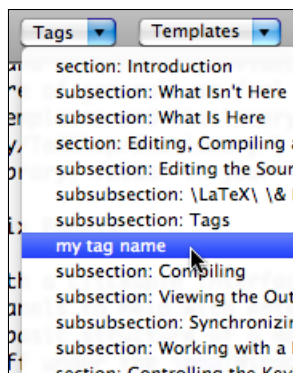 Tags Templates
section: Introduction
subsection: What Isn't Here
subsection: What Is Here
section: Editing, Compiling
subsection: Editing the Sour
subsubsection: \LaTeX\ \&
subsubsection: Tags
my tag name
subsection: Compiling
subsection: Viewing the Out
subsubsection: Synchronizin
subsection: Working with a
section: Controlling the Key